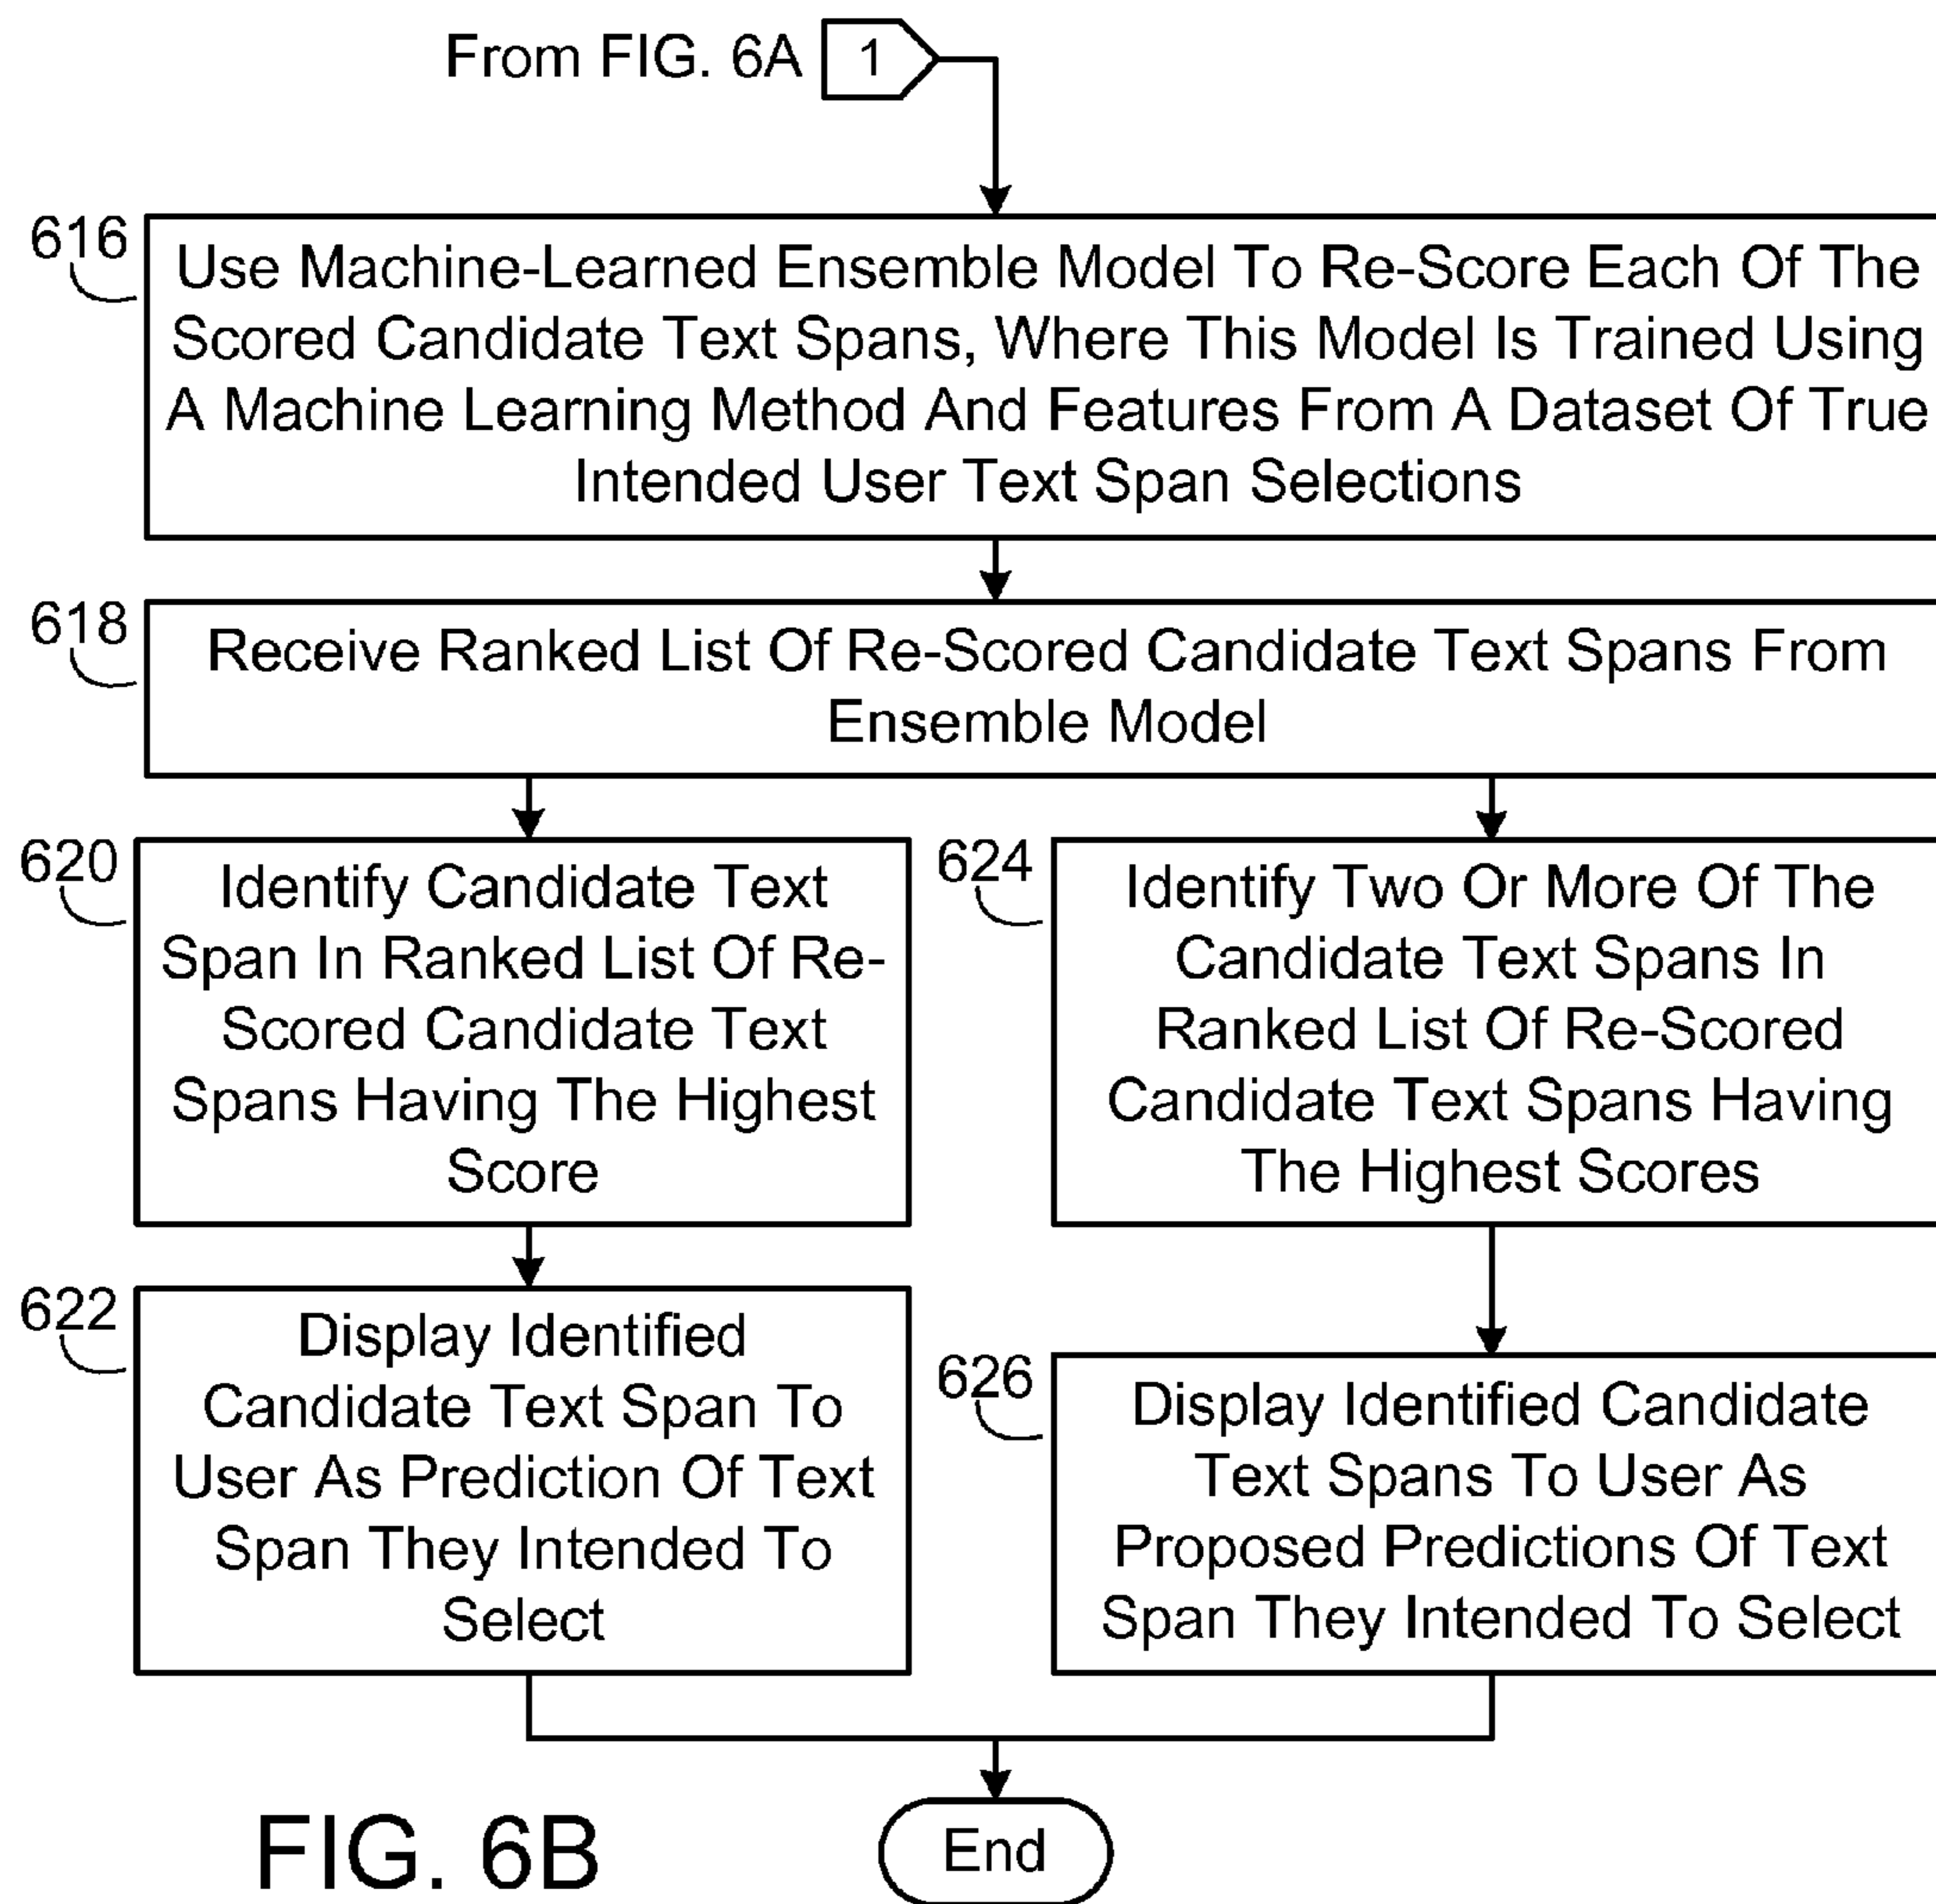 From FIG. 6A 1
616
Use Machine-Learned Ensemble Model To Re-Score Each Of The
Scored Candidate Text Spans, Where This Model Is Trained Using
A Machine Learning Method And Features From A Dataset Of True
Intended User Text Span Selections
618
Receive Ranked List Of Re-Scored Candidate Text Spans From
Ensemble Model
620
Identify Candidate Text
Span In Ranked List Of Re-
Scored Candidate Text
Spans Having The Highest
Score
622
Display Identified
Candidate Text Span To
User As Prediction Of Text
Span They Intended To
Select
624
Identify Two Or More Of The
Candidate Text Spans In
Ranked List Of Re-Scored
Candidate Text Spans Having
The Highest Scores
626
Display Identified Candidate
Text Spans To User As
Proposed Predictions Of Text
Span They Intended To Select
End
FIG. 6B